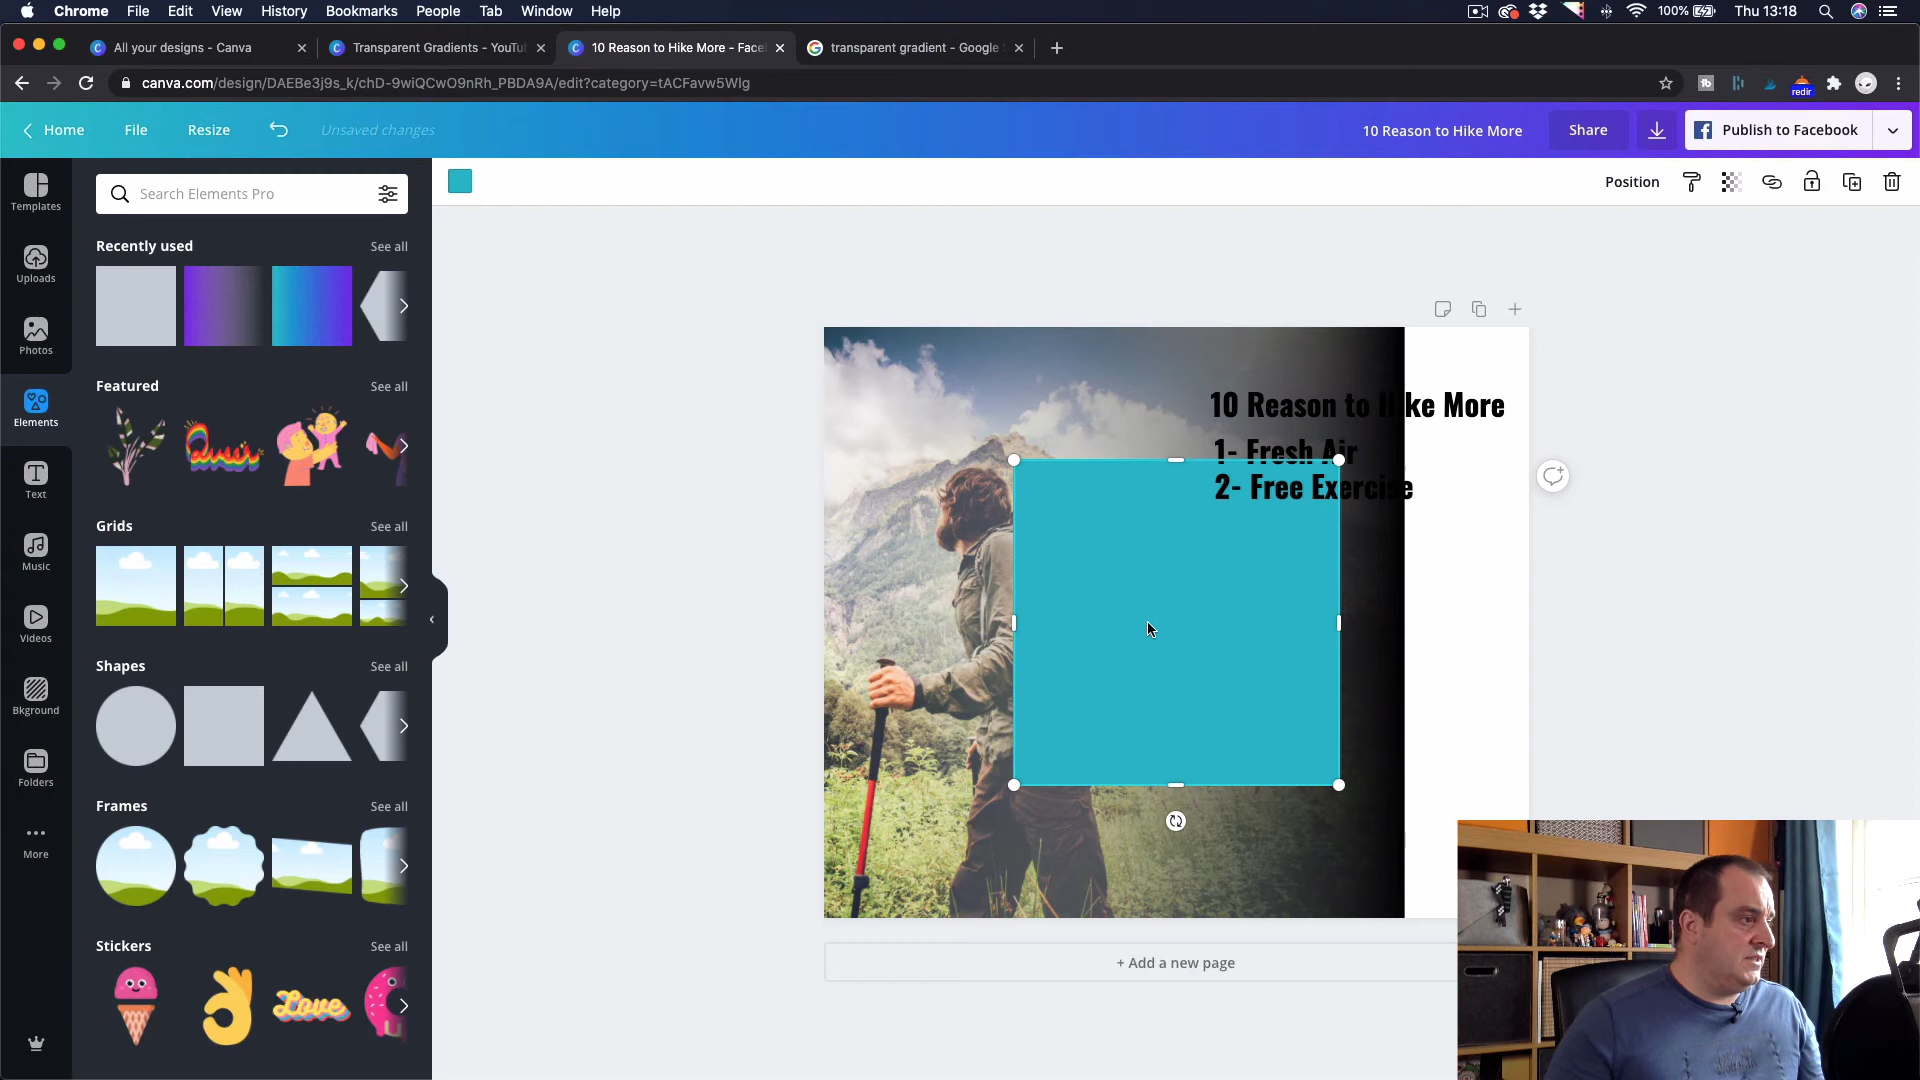 Chrome File Edit View History Bookmarks People Tab Window Help 100% Thu 13:18
All your designs - Canva
Transparent Gradients - YouTu
10 Reason to Hike More - Face
transparent gradient - Google
canva.com/design/DAEBe3j9s_k/chD-9wiQCwO9nRh_PBDA9A/edit?category=tACFavw5WIg
redir
Home File Resize Unsaved changes 10 Reason to Hike More Share Publish to Facebook
Templates
Uploads
Photos
Elements
Text
Music
Videos
Bkground
Folders
More
Search Elements Pro
Recently used See all
Featured See all
Grids See all
Shapes See all
Frames See all
Stickers See all
Love
Position
10 Reason to Hike More
1- Fresh Air
2- Free Exercise
+ Add a new page